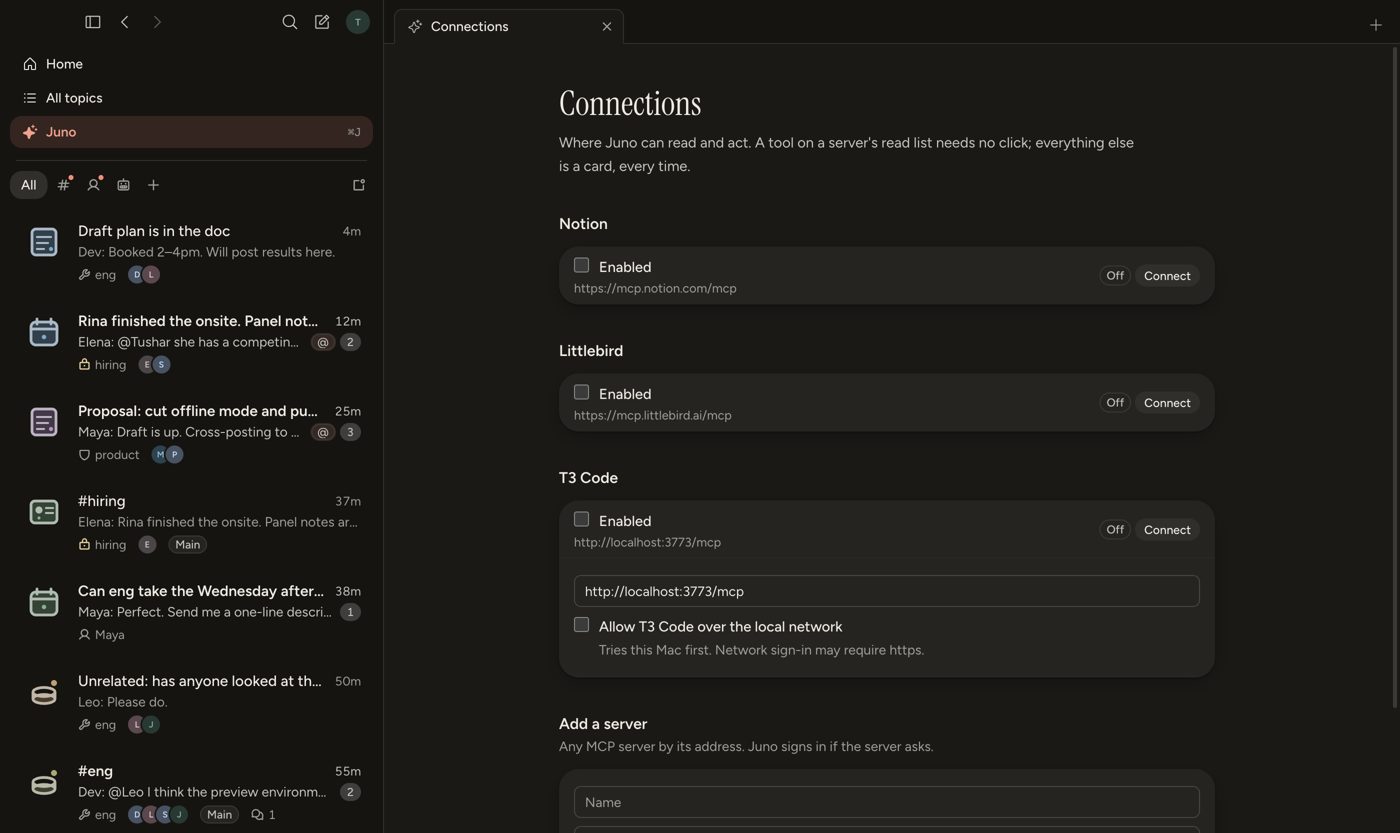 T
Home
All topics
Juno
⌘J
All
Draft plan is in the doc
4m
Dev: Booked 2–4pm. Will post results here.
eng
D
L
Rina finished the onsite. Panel not...
12m
Elena: @Tushar she has a competin...
@
2
hiring
E
S
Proposal: cut offline mode and pu...
25m
Maya: Draft is up. Cross-posting to ...
@
3
product
M
P
#hiring
37m
Elena: Rina finished the onsite. Panel notes ar...
hiring
E
Main
Can eng take the Wednesday after...
38m
Maya: Perfect. Send me a one-line descri...
1
Maya
Unrelated: has anyone looked at th...
50m
Leo: Please do.
eng
L
J
#eng
55m
Dev: @Leo I think the preview environm...
2
eng
D
L
S
J
Main
1
Connections
Connections
Where Juno can read and act. A tool on a server's read list needs no click; everything else
is a card, every time.
Notion
Enabled
https://mcp.notion.com/mcp
Off
Connect
Littlebird
Enabled
https://mcp.littlebird.ai/mcp
Off
Connect
T3 Code
Enabled
http://localhost:3773/mcp
Off
Connect
http://localhost:3773/mcp
Allow T3 Code over the local network
Tries this Mac first. Network sign-in may require https.
Add a server
Any MCP server by its address. Juno signs in if the server asks.
Name